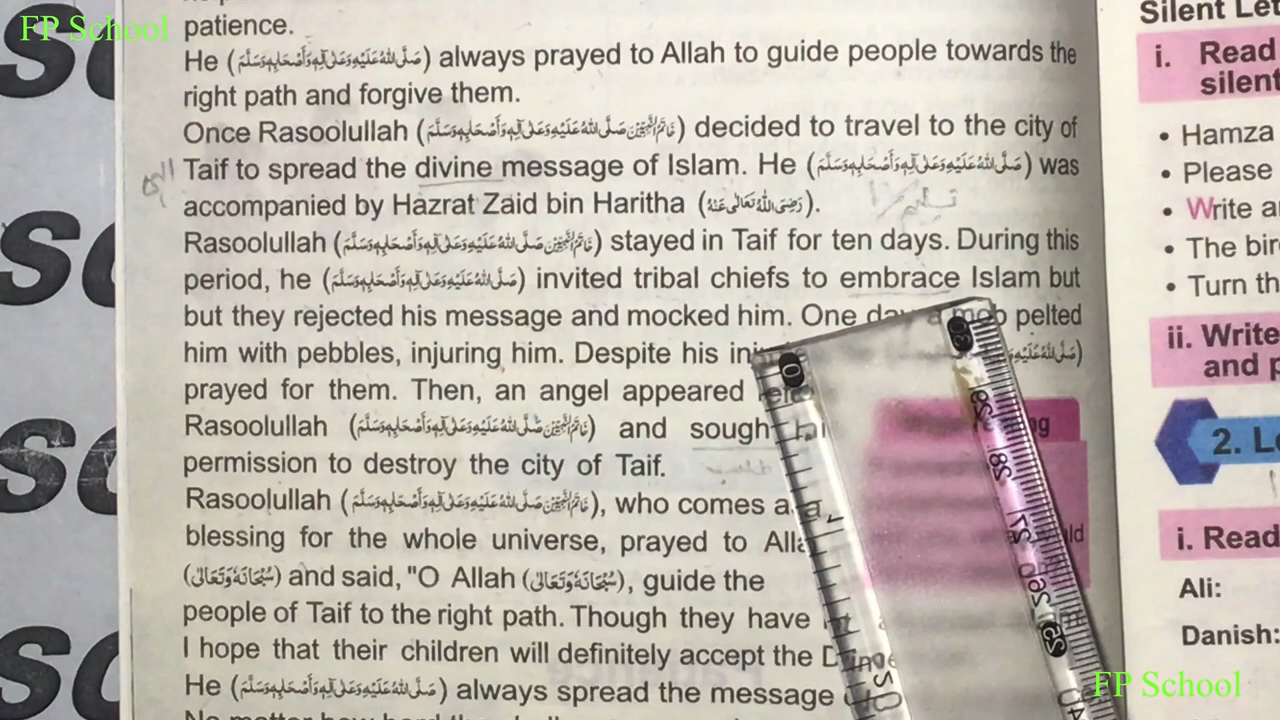 FP School
patience.
He (صَلَّى اللهُ عَلَيْهِ وَعَلٰى آلِهٖ وَأَصْحَابِهٖ وَسَلَّمَ) always prayed to Allah to guide people towards the
right path and forgive them.
Once Rasoolullah (خَاتَمُ النَّبِيِّيْنَ صَلَّى اللهُ عَلَيْهِ وَعَلٰى آلِهٖ وَأَصْحَابِهٖ وَسَلَّمَ) decided to travel to the city of
Taif to spread the divine message of Islam. He (صَلَّى اللهُ عَلَيْهِ وَعَلٰى آلِهٖ وَأَصْحَابِهٖ وَسَلَّمَ) was
accompanied by Hazrat Zaid bin Haritha (رَضِىَ اللهُ تَعَالٰى عَنْهُ).
Rasoolullah (خَاتَمُ النَّبِيِّيْنَ صَلَّى اللهُ عَلَيْهِ وَعَلٰى آلِهٖ وَأَصْحَابِهٖ وَسَلَّمَ) stayed in Taif for ten days. During this
period, he (صَلَّى اللهُ عَلَيْهِ وَعَلٰى آلِهٖ وَأَصْحَابِهٖ وَسَلَّمَ) invited tribal chiefs to embrace Islam but
but they rejected his message and mocked him. One day a mob pelted
him with pebbles, injuring him. Despite his
prayed for them. Then, an angel appeared
Rasoolullah (خَاتَمُ النَّبِيِّيْنَ صَلَّى اللهُ عَلَيْهِ وَعَلٰى آلِهٖ وَأَصْحَابِهٖ وَسَلَّمَ) and sough
permission to destroy the city of Taif.
Rasoolullah (خَاتَمُ النَّبِيِّيْنَ صَلَّى اللهُ عَلَيْهِ وَعَلٰى آلِهٖ وَأَصْحَابِهٖ وَسَلَّمَ), who comes a a
blessing for the whole universe, prayed to Alla
(سُبْحَانَهٗ وَتَعَالٰى) and said, "O Allah (سُبْحَانَهٗ وَتَعَالٰى), guide the
people of Taif to the right path. Though they have
I hope that their children will definitely accept the
He (صَلَّى اللهُ عَلَيْهِ وَعَلٰى آلِهٖ وَأَصْحَابِهٖ وَسَلَّمَ) always spread the message
Silent Let
i. Read
silent
• Hamza
• Please
• Write a
• The bir
• Turn th
ii. Write
and p
2. L
i. Read
Ali:
Danish:
0
30
29
28
27
26
25
FP School